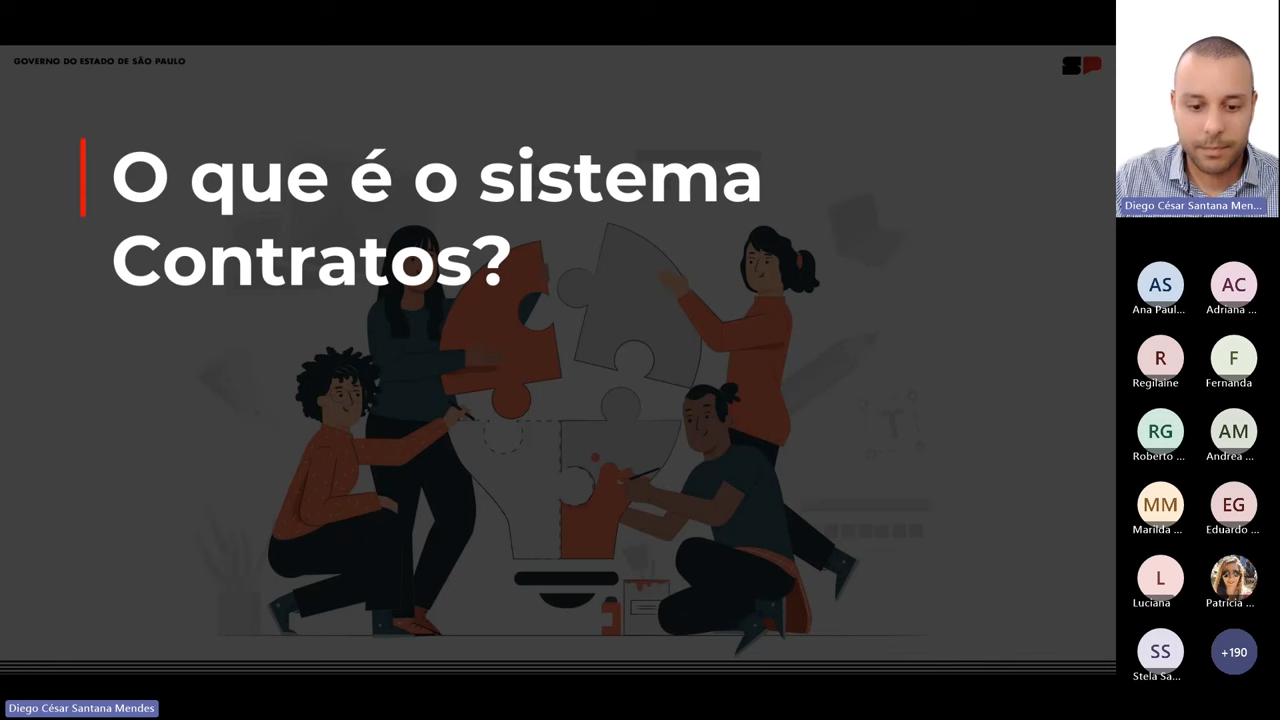 GOVERNO DO ESTADO DE SÃO PAULO
SP
O que é o sistema
Contratos?
Diego César Santana Men...
AS
AC
Ana Paul...
Adriana ...
R
F
Regilaine
Fernanda
RG
AM
Roberto ...
Andrea ...
MM
EG
Marilda ...
Eduardo ...
L
Luciana
Patrícia ...
SS
+190
Stela Sa...
Diego César Santana Mendes